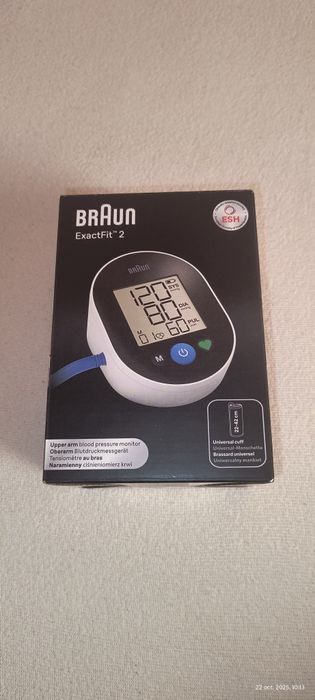 BRAUN
ExactFit™ 2
ESH
BRAUN
120 SYS
80 DIA
60 PUL
M
M
Upper arm blood pressure monitor
Oberarm Blutdruckmessgerät
Tensiomètre au bras
Naramienny ciśnieniomierz krwi
22-42 cm
Universal cuff
Universal-Manschette
Brassard universel
Uniwersalny mankiet
22 oct. 2025, 10:13